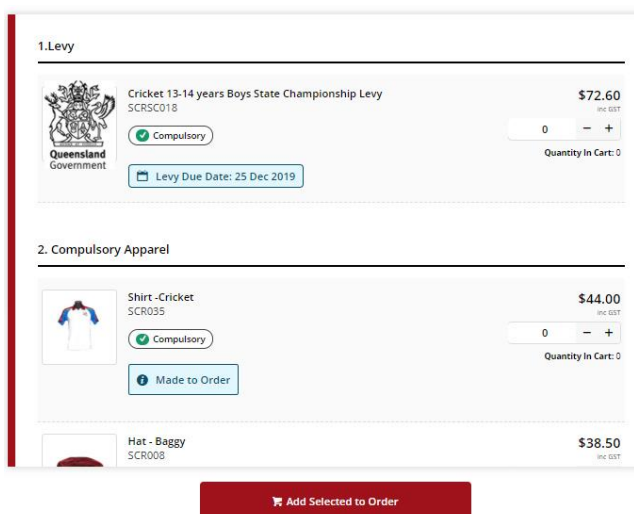 1.Levy
Queensland
Government
Cricket 13-14 years Boys State Championship Levy
SCRSC018
Compulsory
Levy Due Date: 25 Dec 2019
$72.60
inc GST
0 − +
Quantity In Cart: 0
2. Compulsory Apparel
Shirt -Cricket
SCR035
Compulsory
Made to Order
$44.00
inc GST
0 − +
Quantity In Cart: 0
Hat - Baggy
SCR008
$38.50
inc GST
Add Selected to Order